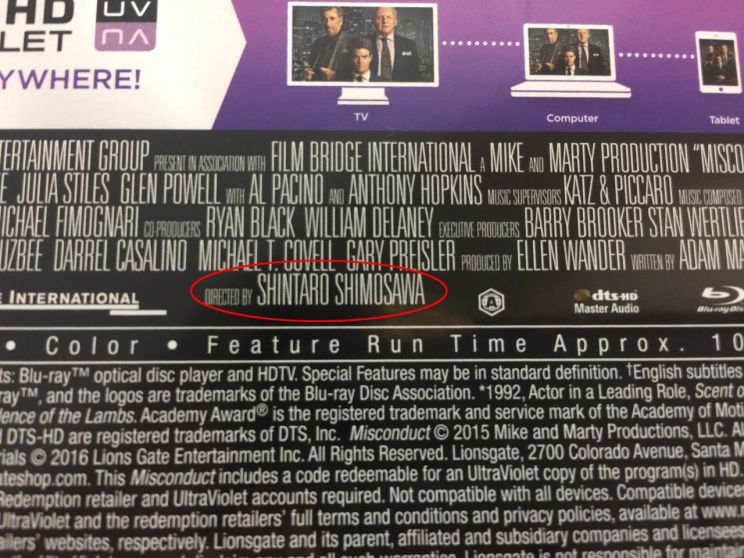 HD UV
LET
YWHERE!
TV
Computer
Tablet
TERTAINMENT GROUP PRESENT IN ASSOCIATION WITH FILM BRIDGE INTERNATIONAL A MIKE AND MARTY PRODUCTION "MISCO
E JULIA STILES GLEN POWELL WITH AL PACINO AND ANTHONY HOPKINS MUSIC SUPERVISORS KATZ & PICCARO MUSIC COMPOSED
MICHAEL FIMOGNARI CO-PRODUCERS RYAN BLACK WILLIAM DELANEY EXECUTIVE PRODUCERS BARRY BROOKER STAN WERTLIE
UZBEE DARREL CASALINO MICHAEL T. COVELL GARY PREISLER PRODUCED BY ELLEN WANDER WRITTEN BY ADAM MA
DIRECTED BY SHINTARO SHIMOSAWA
E INTERNATIONAL
dts-HD
Master Audio
Blu-ray Disc
• Color • Feature Run Time Approx. 10
ts: Blu-ray™ optical disc player and HDTV. Special Features may be in standard definition. †English subtitles
ray™, and the logos are trademarks of the Blu-ray Disc Association. *1992, Actor in a Leading Role, Scent of
lence of the Lambs. Academy Award® is the registered trademark and service mark of the Academy of Moti
d DTS-HD are registered trademarks of DTS, Inc. Misconduct © 2015 Mike and Marty Productions, LLC. Al
rials © 2016 Lions Gate Entertainment Inc. All Rights Reserved. Lionsgate, 2700 Colorado Avenue, Santa M
ateshop.com. This Misconduct includes a code redeemable for an UltraViolet copy of the program(s) in HD.
Redemption retailer and UltraViolet accounts required. Not compatible with all devices. Compatible devices
UltraViolet and the redemption retailers' full terms and conditions and privacy policies, available at www.r
ailers' websites, respectively. Lionsgate and its parent, affiliated and subsidiary companies and licensees